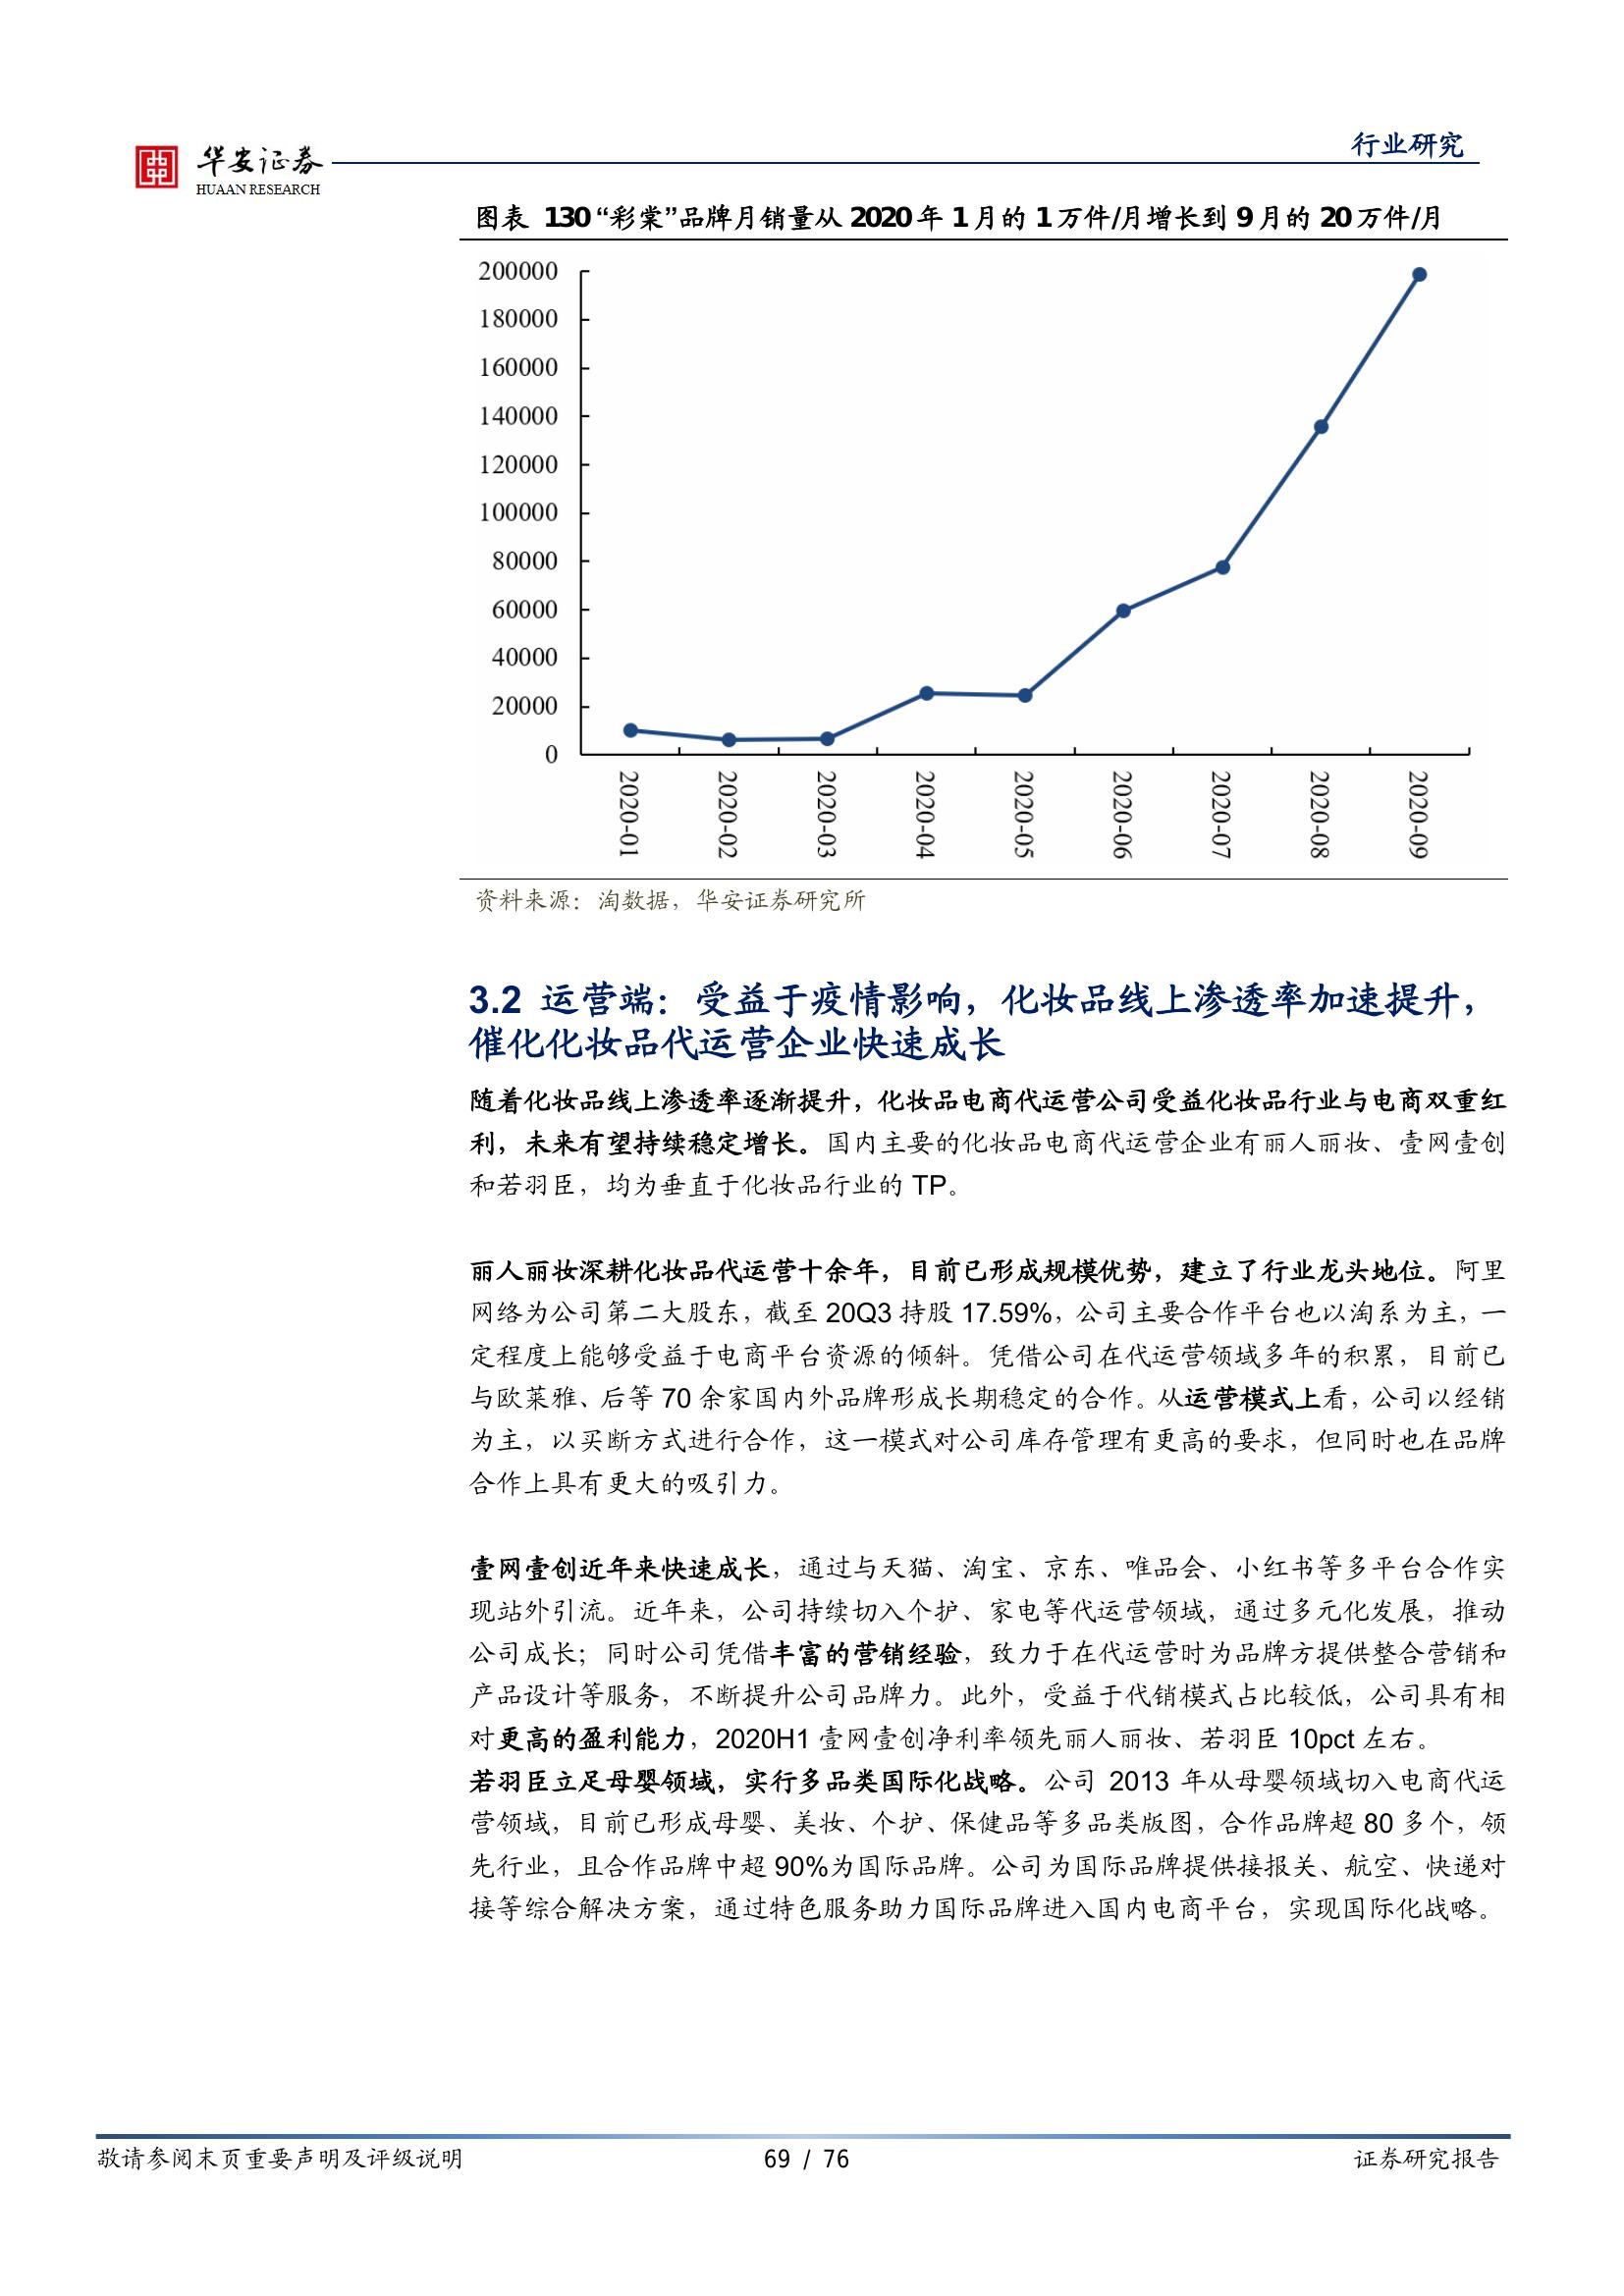 行业研究
华安证券
HUAAN RESEARCH
图表 130 “彩棠”品牌月销量从 2020 年 1 月的 1 万件/月增长到 9 月的 20 万件/月
200000
180000
160000
140000
120000
100000
80000
60000
40000
20000
0
2020-01
2020-02
2020-03
2020-04
2020-05
2020-06
2020-07
2020-08
2020-09
资料来源：淘数据，华安证券研究所
3.2 运营端：受益于疫情影响，化妆品线上渗透率加速提升，
催化化妆品代运营企业快速成长
随着化妆品线上渗透率逐渐提升，化妆品电商代运营公司受益化妆品行业与电商双重红
利，未来有望持续稳定增长。国内主要的化妆品电商代运营企业有丽人丽妆、壹网壹创
和若羽臣，均为垂直于化妆品行业的 TP。
丽人丽妆深耕化妆品代运营十余年，目前已形成规模优势，建立了行业龙头地位。阿里
网络为公司第二大股东，截至 20Q3 持股 17.59%，公司主要合作平台也以淘系为主，一
定程度上能够受益于电商平台资源的倾斜。凭借公司在代运营领域多年的积累，目前已
与欧莱雅、后等 70 余家国内外品牌形成长期稳定的合作。从运营模式上看，公司以经销
为主，以买断方式进行合作，这一模式对公司库存管理有更高的要求，但同时也在品牌
合作上具有更大的吸引力。
壹网壹创近年来快速成长，通过与天猫、淘宝、京东、唯品会、小红书等多平台合作实
现站外引流。近年来，公司持续切入个护、家电等代运营领域，通过多元化发展，推动
公司成长；同时公司凭借丰富的营销经验，致力于在代运营时为品牌方提供整合营销和
产品设计等服务，不断提升公司品牌力。此外，受益于代销模式占比较低，公司具有相
对更高的盈利能力，2020H1 壹网壹创净利率领先丽人丽妆、若羽臣 10pct 左右。
若羽臣立足母婴领域，实行多品类国际化战略。公司 2013 年从母婴领域切入电商代运
营领域，目前已形成母婴、美妆、个护、保健品等多品类版图，合作品牌超 80 多个，领
先行业，且合作品牌中超 90%为国际品牌。公司为国际品牌提供接报关、航空、快递对
接等综合解决方案，通过特色服务助力国际品牌进入国内电商平台，实现国际化战略。
敬请参阅末页重要声明及评级说明
69 / 76
证券研究报告